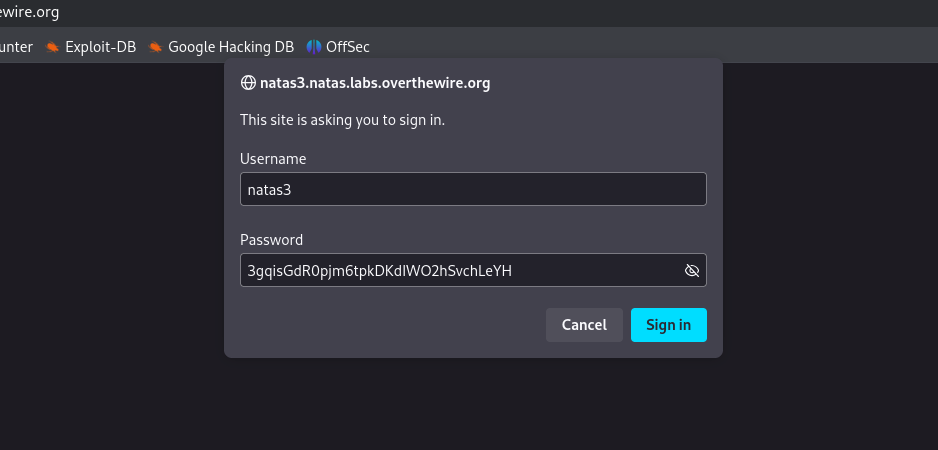 ewire.org
unter Exploit-DB Google Hacking DB OffSec
natas3.natas.labs.overthewire.org
This site is asking you to sign in.
Username
natas3
Password
3gqisGdR0pjm6tpkDKdIWO2hSvchLeYH
Cancel Sign in